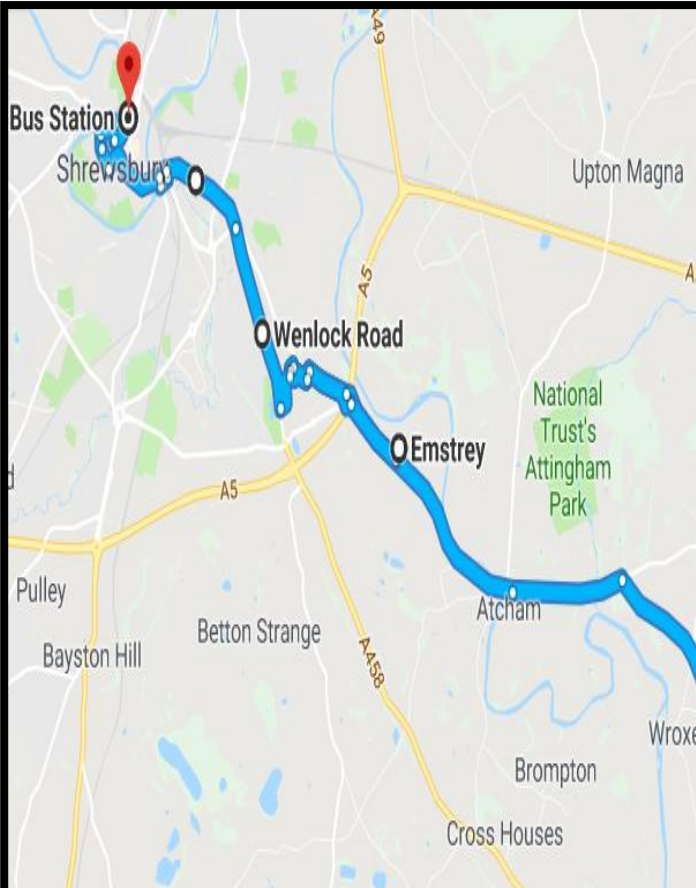 A49
Bus Station
Shrewsbury
Upton Magna
A5
A
Wenlock Road
National
Trust's
Attingham
Park
Emstrey
d
A5
Pulley
Atcham
Betton Strange
Bayston Hill
A458
Wroxe
Brompton
Cross Houses